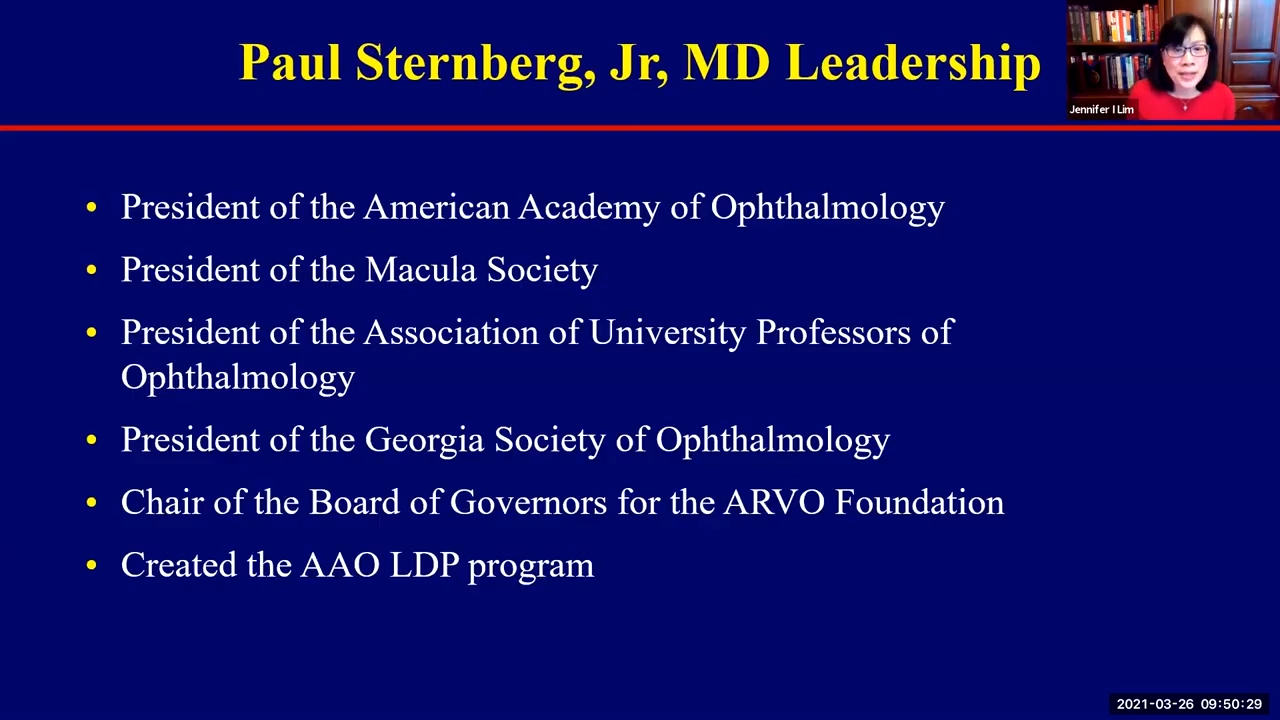 Paul Sternberg, Jr, MD Leadership
Jennifer I Lim
• President of the American Academy of Ophthalmology
• President of the Macula Society
• President of the Association of University Professors of
Ophthalmology
• President of the Georgia Society of Ophthalmology
• Chair of the Board of Governors for the ARVO Foundation
• Created the AAO LDP program
2021-03-26 09:50:29